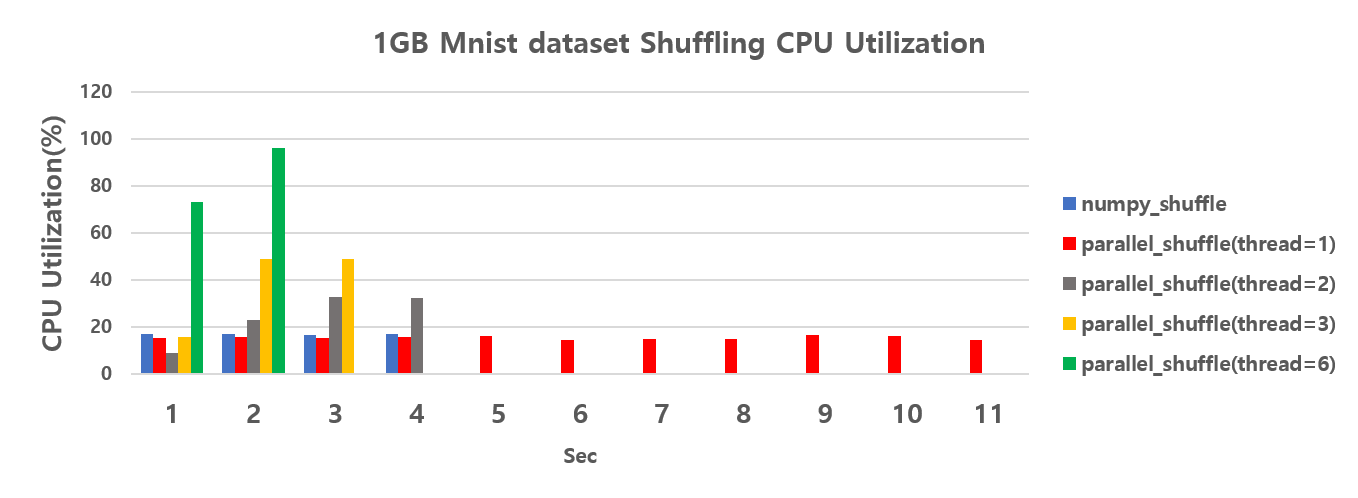 1GB Mnist dataset Shuffling CPU Utilization
CPU Utilization(%)
120
100
80
60
40
20
0
1 2 3 4 5 6 7 8 9 10 11
Sec
numpy_shuffle
parallel_shuffle(thread=1)
parallel_shuffle(thread=2)
parallel_shuffle(thread=3)
parallel_shuffle(thread=6)